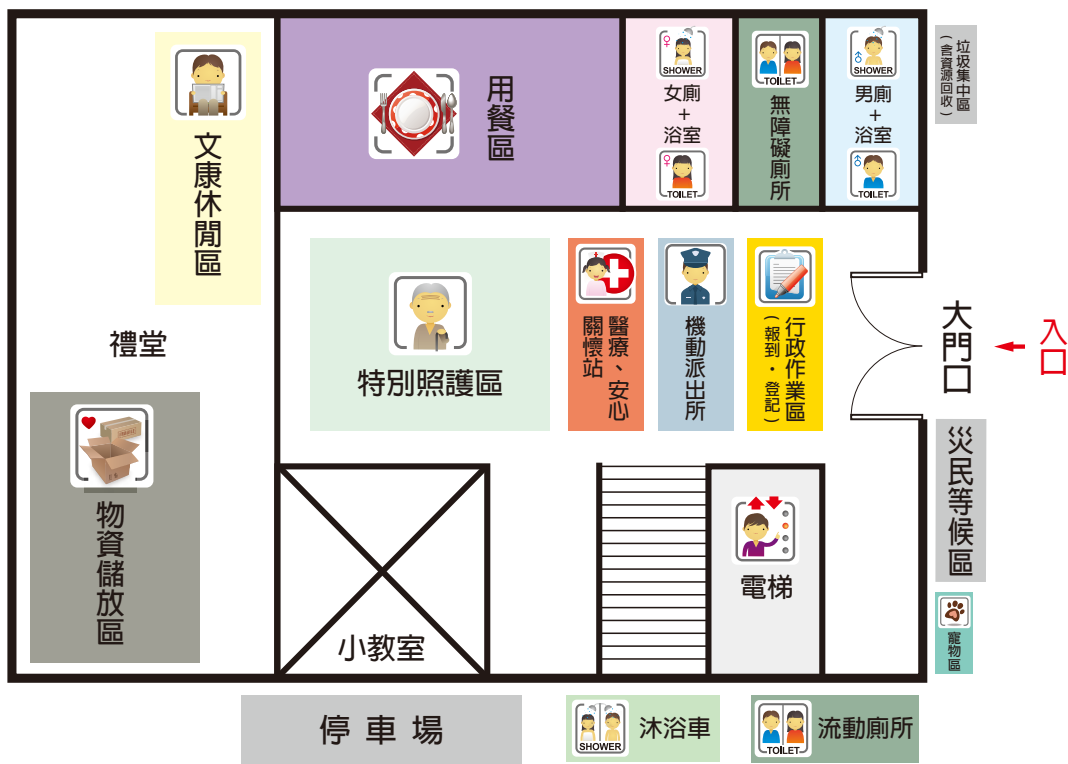 文康休閒區
用餐區
SHOWER
女廁
+
浴室
TOILET
TOILET
無障礙廁所
SHOWER
男廁
+
浴室
TOILET
垃圾集中區
(含資源回收)
禮堂
特別照護區
醫療、安心
關懷站
機動派出所
行政作業區
(報到・登記)
大門口
入口
物資儲放區
小教室
電梯
災民等候區
寵物區
停車場
SHOWER
沐浴車
TOILET
流動廁所